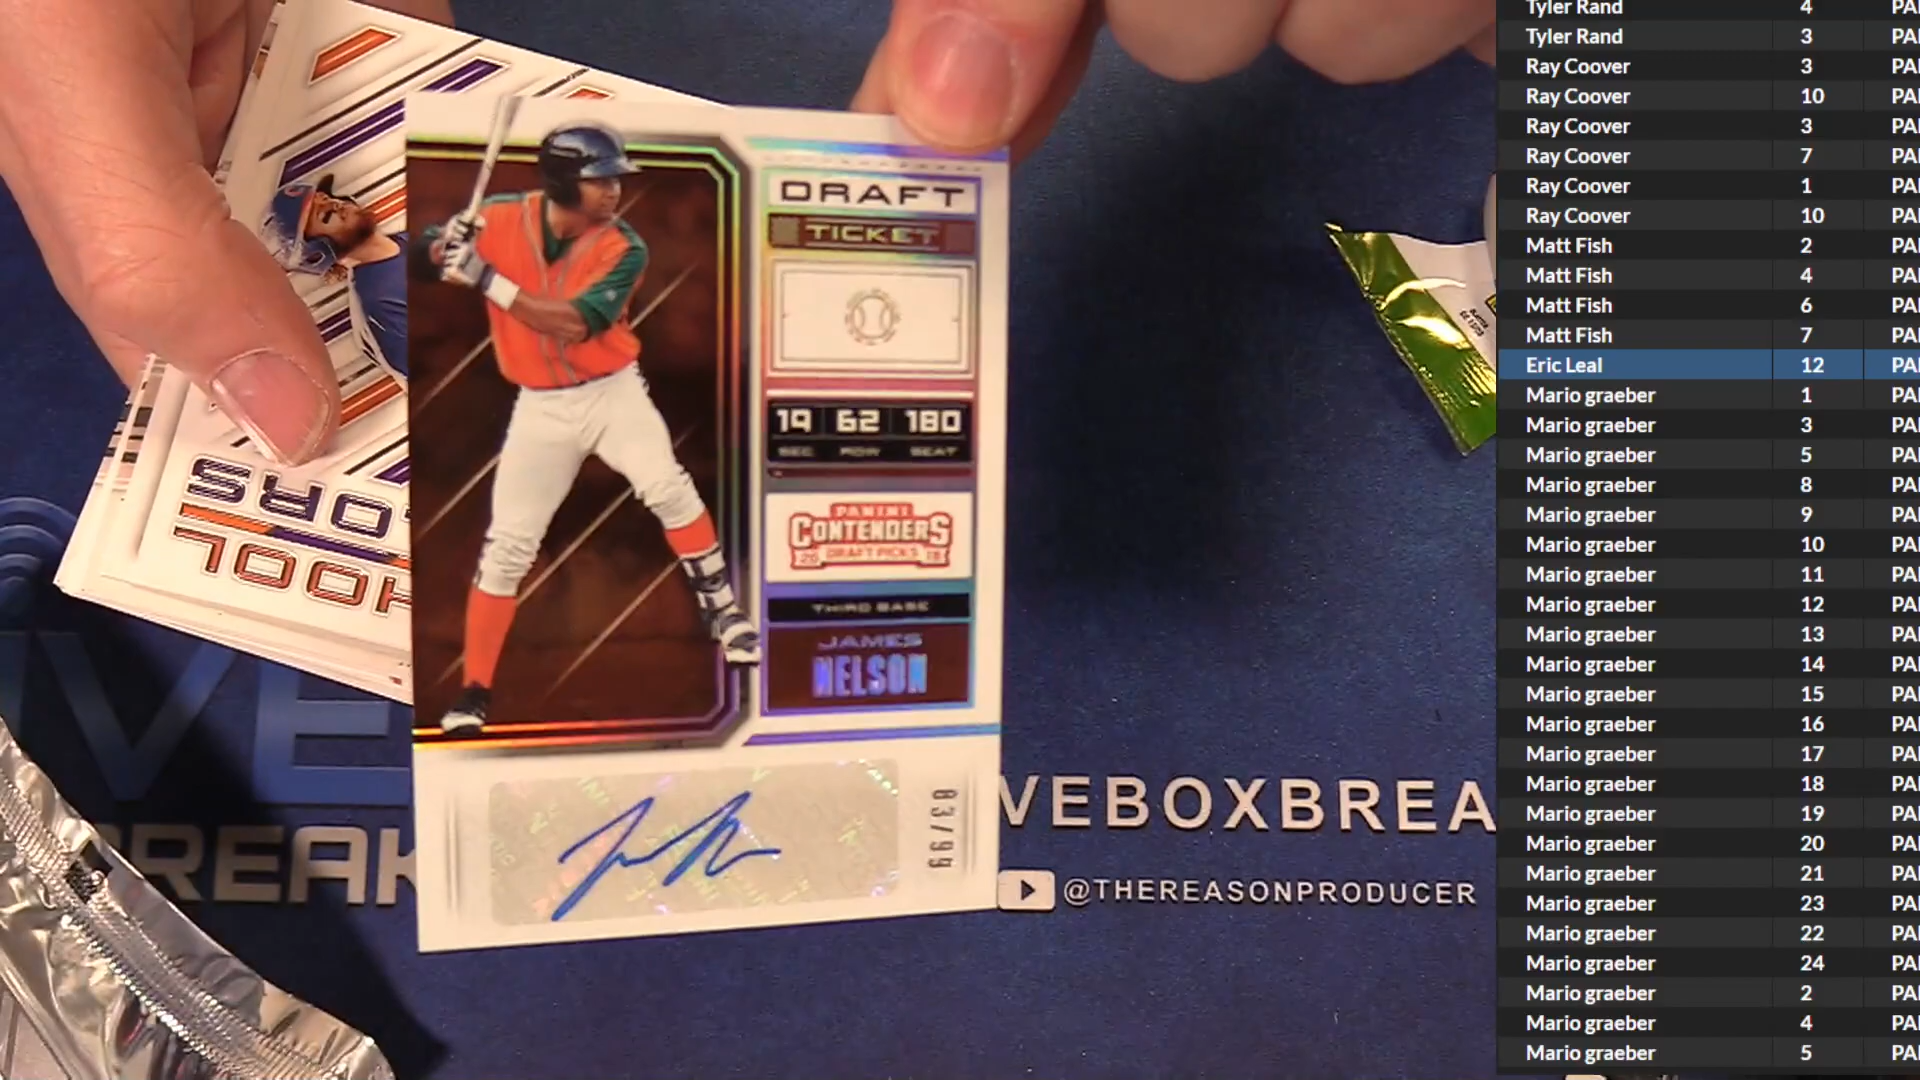 DRAFT
TICKET
19 62 180
SEC. ROW SEAT
PANINI
CONTENDERS
20 DRAFT PICKS 18
THIRD BASE
JAMES
NELSON
83/99
VEBOXBREA
@THEREASONPRODUCER
REAK
Tyler Rand 4 PA
Tyler Rand 3 PA
Ray Coover 3 PA
Ray Coover 10 PA
Ray Coover 3 PA
Ray Coover 7 PA
Ray Coover 1 PA
Ray Coover 10 PA
Matt Fish 2 PA
Matt Fish 4 PA
Matt Fish 6 PA
Matt Fish 7 PA
Eric Leal 12 PA
Mario graeber 1 PA
Mario graeber 3 PA
Mario graeber 5 PA
Mario graeber 8 PA
Mario graeber 9 PA
Mario graeber 10 PA
Mario graeber 11 PA
Mario graeber 12 PA
Mario graeber 13 PA
Mario graeber 14 PA
Mario graeber 15 PA
Mario graeber 16 PA
Mario graeber 17 PA
Mario graeber 18 PA
Mario graeber 19 PA
Mario graeber 20 PA
Mario graeber 21 PA
Mario graeber 23 PA
Mario graeber 22 PA
Mario graeber 24 PA
Mario graeber 2 PA
Mario graeber 4 PA
Mario graeber 5 PA